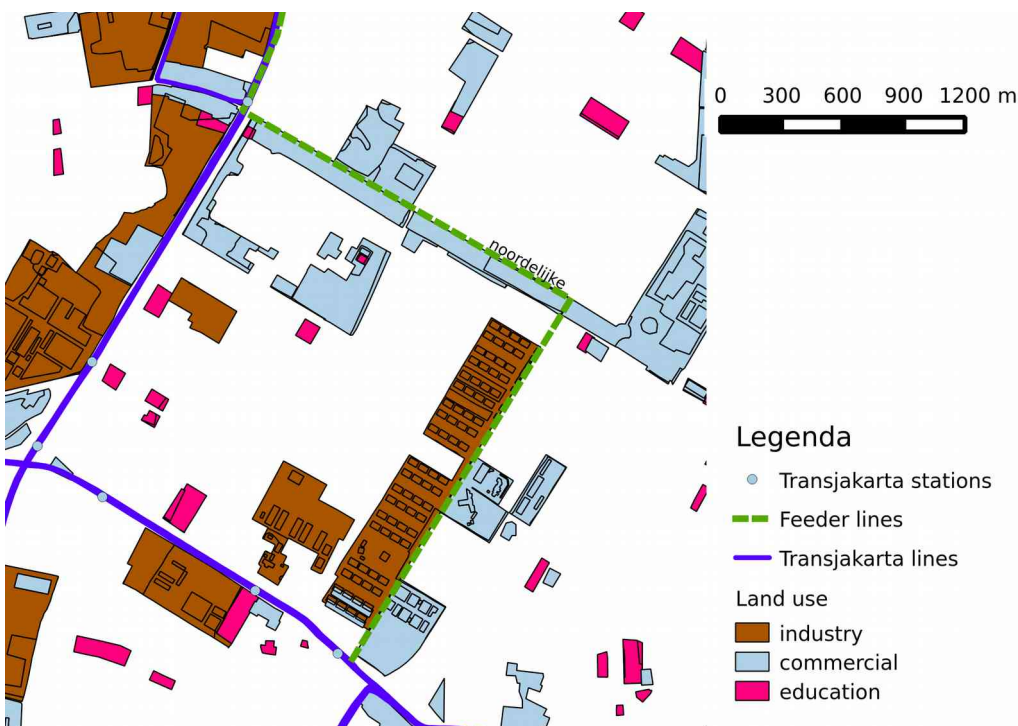 0 300 600 900 1200 m
noordelijke
Legenda
Transjakarta stations
Feeder lines
Transjakarta lines
Land use
industry
commercial
education